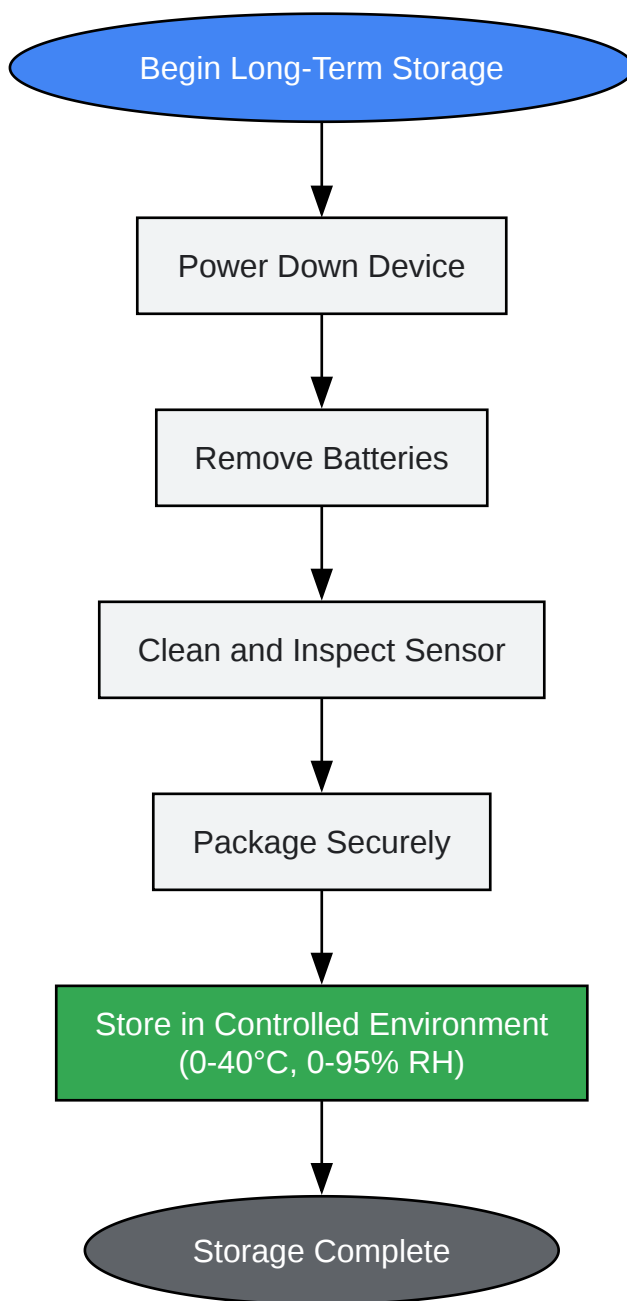 Begin Long-Term Storage
Power Down Device
Remove Batteries
Clean and Inspect Sensor
Package Securely
Store in Controlled Environment
(0-40°C, 0-95% RH)
Storage Complete